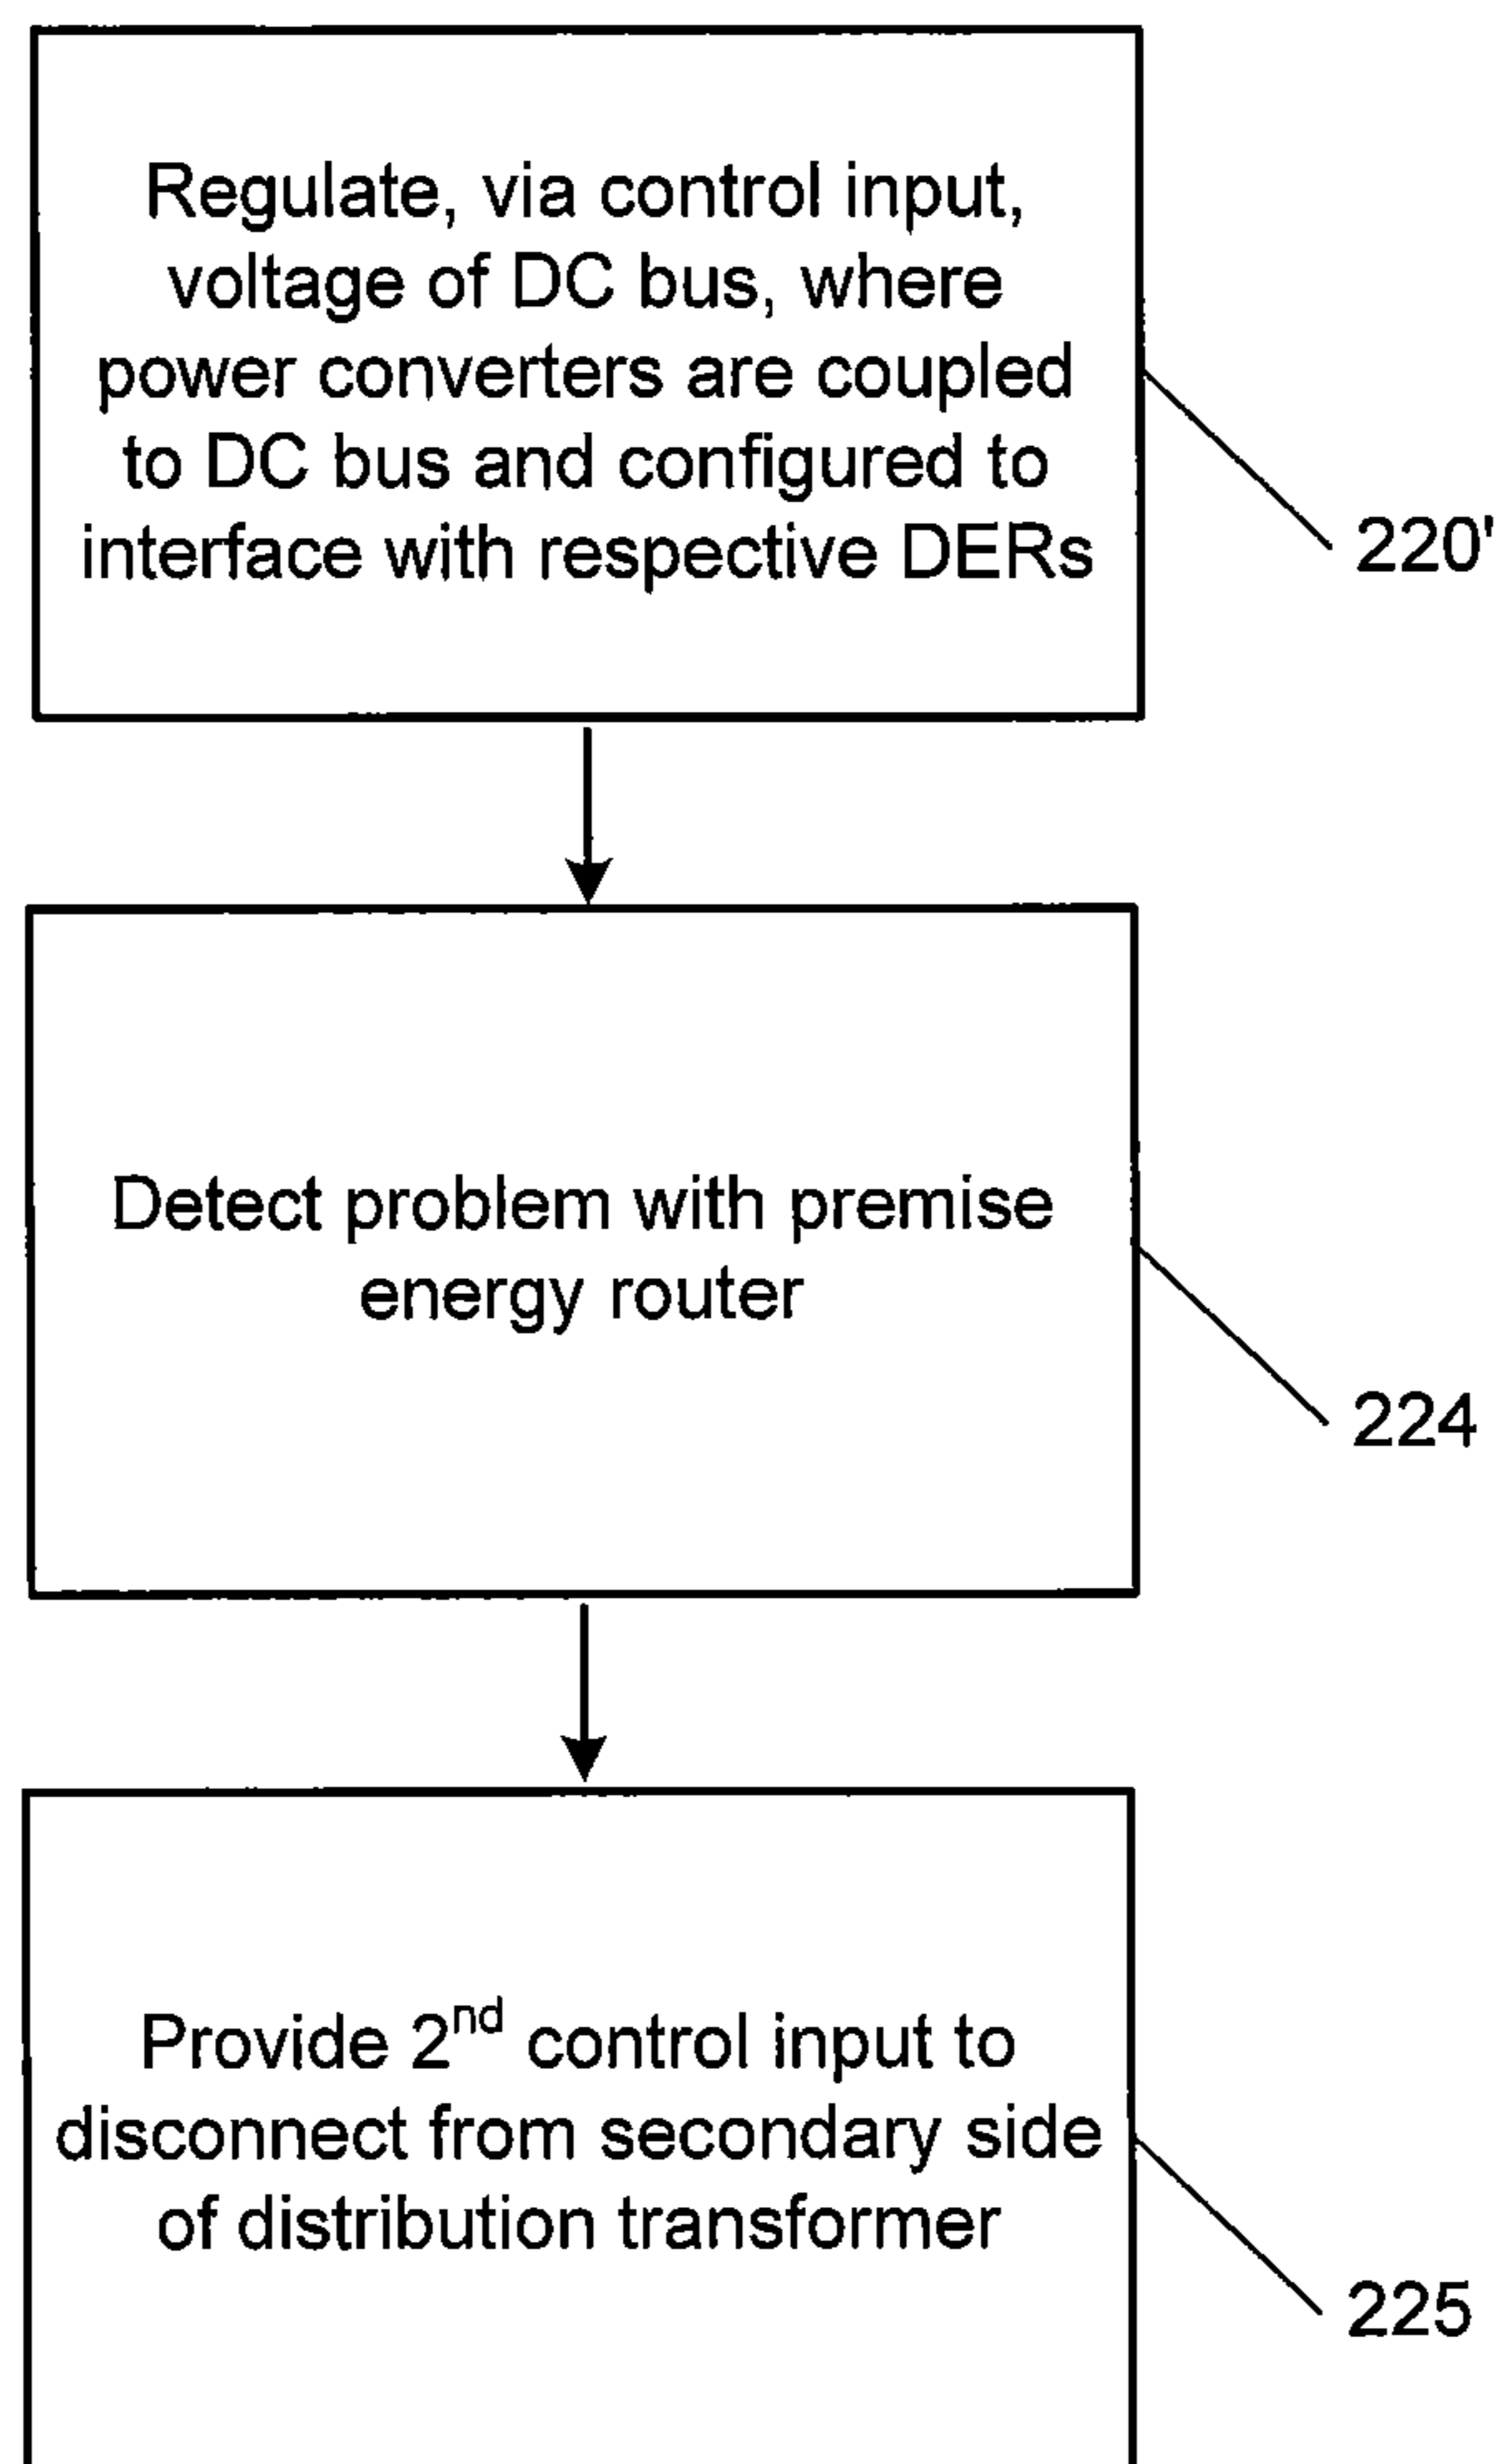 Regulate, via control input,
voltage of DC bus, where
power converters are coupled
to DC bus and configured to
interface with respective DERs
220'
Detect problem with premise
energy router
224
Provide 2nd control input to
disconnect from secondary side
of distribution transformer
225